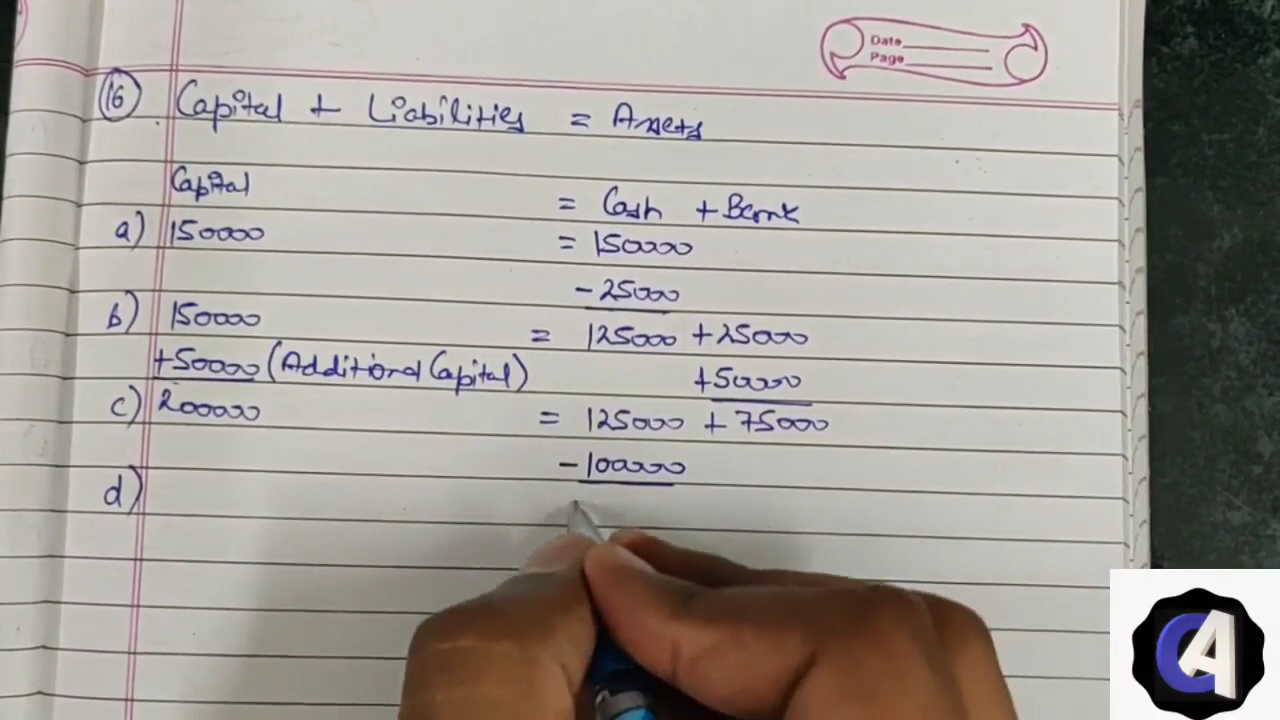 Date
Page
16 Capital + Liabilities = Assets
Capital = Cash + Bank
a) 150000 = 150000
- 25000
b) 150000 = 125000 + 25000
+50000 (Additional Capital) +50000
c) 200000 = 125000 + 75000
- 100000
d)
CA